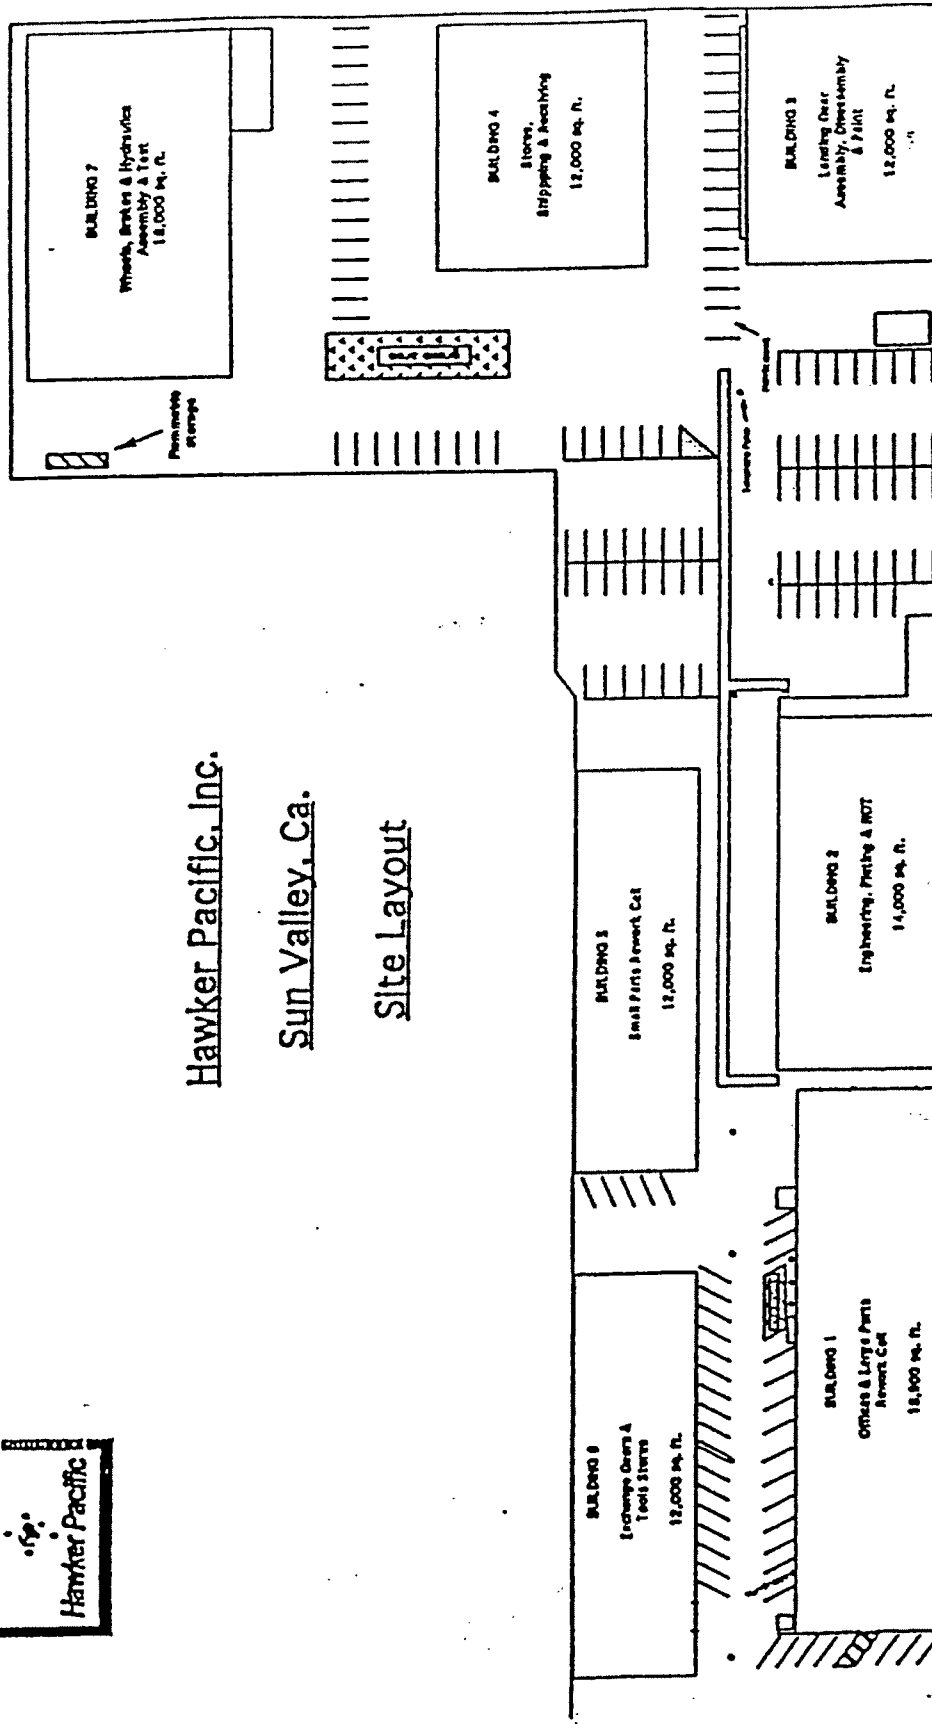 Hawker Pacific
Hawker Pacific, Inc.
Sun Valley, Ca.
Site Layout
BUILDING 7
Wheels, Brakes & Hydraulics
Assembly & Test
18,000 sq. ft.
Flammable
storage
BUILDING 4
Stores,
Shipping & Receiving
12,000 sq. ft.
BUILDING 3
Landing Gear
Assembly, Disassembly
& Paint
12,000 sq. ft.
BUILDING 5
Small Parts Rework Cell
12,000 sq. ft.
BUILDING 2
Engineering, Plating & NDT
14,000 sq. ft.
BUILDING 6
Exchange Gears &
Tools Stores
12,000 sq. ft.
BUILDING 1
Offices & Large Parts
Rework Cell
18,900 sq. ft.